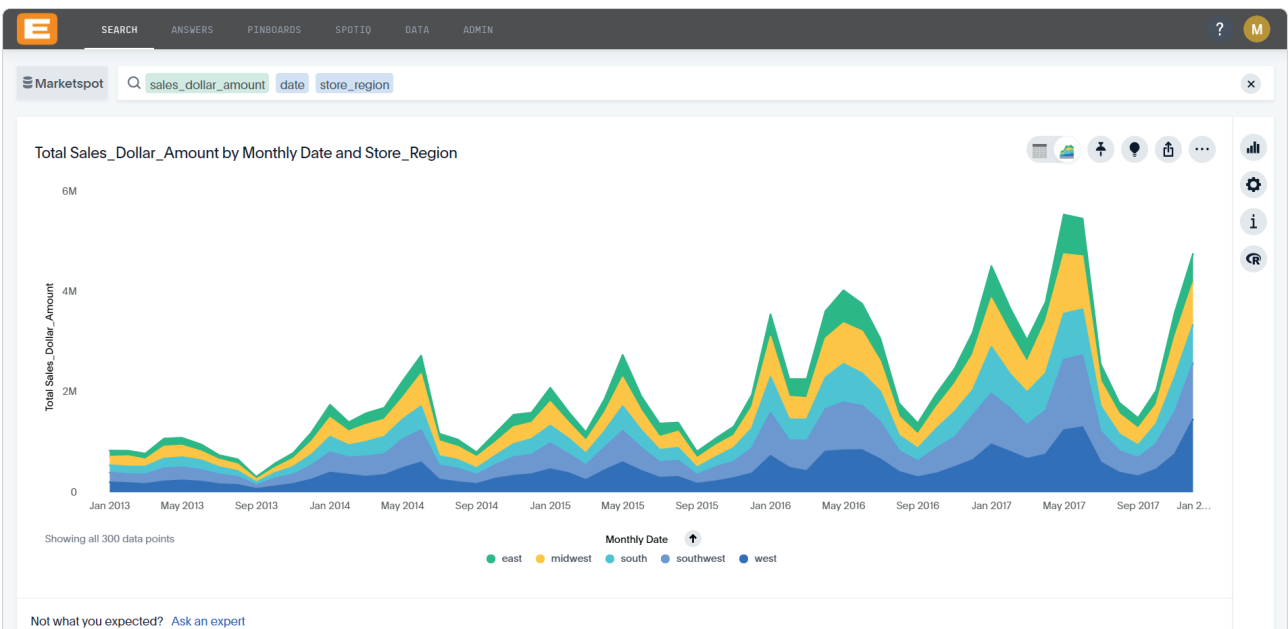 E SEARCH ANSWERS PINBOARDS SPOTIQ DATA ADMIN ? M
Marketspot sales_dollar_amount date store_region
Total Sales_Dollar_Amount by Monthly Date and Store_Region
6M
4M
2M
0
Total Sales_Dollar_Amount
Jan 2013 May 2013 Sep 2013 Jan 2014 May 2014 Sep 2014 Jan 2015 May 2015 Sep 2015 Jan 2016 May 2016 Sep 2016 Jan 2017 May 2017 Sep 2017 Jan 2...
Showing all 300 data points
Monthly Date
east midwest south southwest west
i
R
Not what you expected? Ask an expert